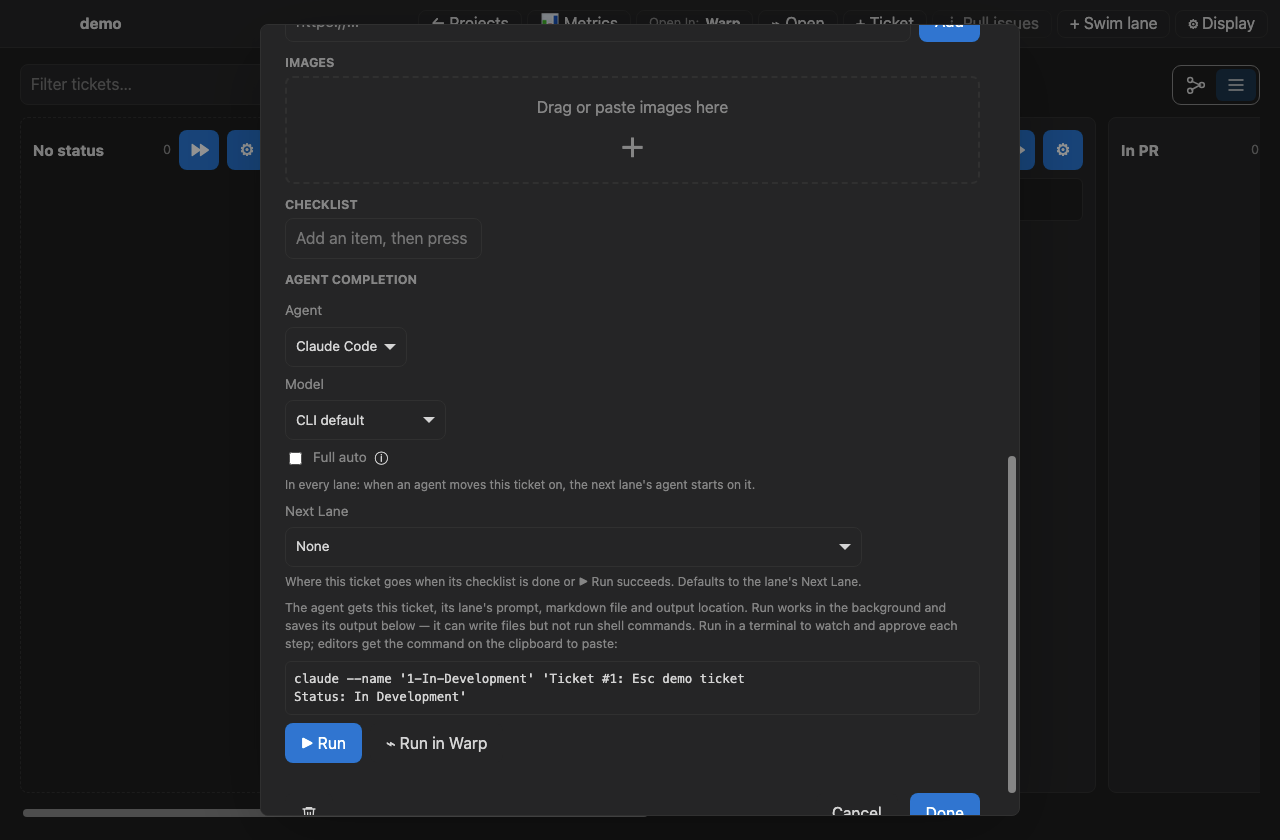 demo
← Projects
Metrics
Open In: Warp
Open
+ Ticket
Pull issues
+ Swim lane
⚙ Display
Filter tickets...
No status
0
In PR
0
https://...
Add
IMAGES
Drag or paste images here
+
CHECKLIST
Add an item, then press
AGENT COMPLETION
Agent
Claude Code
Model
CLI default
Full auto ⓘ
In every lane: when an agent moves this ticket on, the next lane's agent starts on it.
Next Lane
None
Where this ticket goes when its checklist is done or ▶ Run succeeds. Defaults to the lane's Next Lane.
The agent gets this ticket, its lane's prompt, markdown file and output location. Run works in the background and
saves its output below — it can write files but not run shell commands. Run in a terminal to watch and approve each
step; editors get the command on the clipboard to paste:
claude --name '1-In-Development' 'Ticket #1: Esc demo ticket
Status: In Development'
▶ Run
⌁ Run in Warp
Cancel
Done